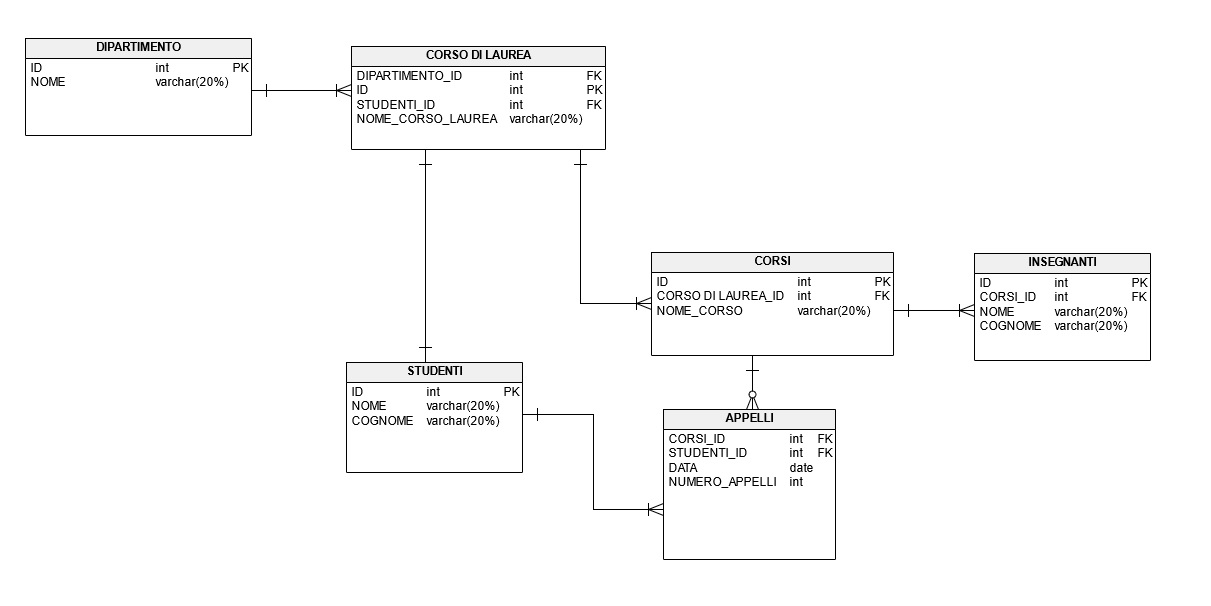 DIPARTIMENTO
ID int PK
NOME varchar(20%)
CORSO DI LAUREA
DIPARTIMENTO_ID int FK
ID int PK
STUDENTI_ID int FK
NOME_CORSO_LAUREA varchar(20%)
CORSI
ID int PK
CORSO DI LAUREA_ID int FK
NOME_CORSO varchar(20%)
INSEGNANTI
ID int PK
CORSI_ID int FK
NOME varchar(20%)
COGNOME varchar(20%)
STUDENTI
ID int PK
NOME varchar(20%)
COGNOME varchar(20%)
APPELLI
CORSI_ID int FK
STUDENTI_ID int FK
DATA date
NUMERO_APPELLI int